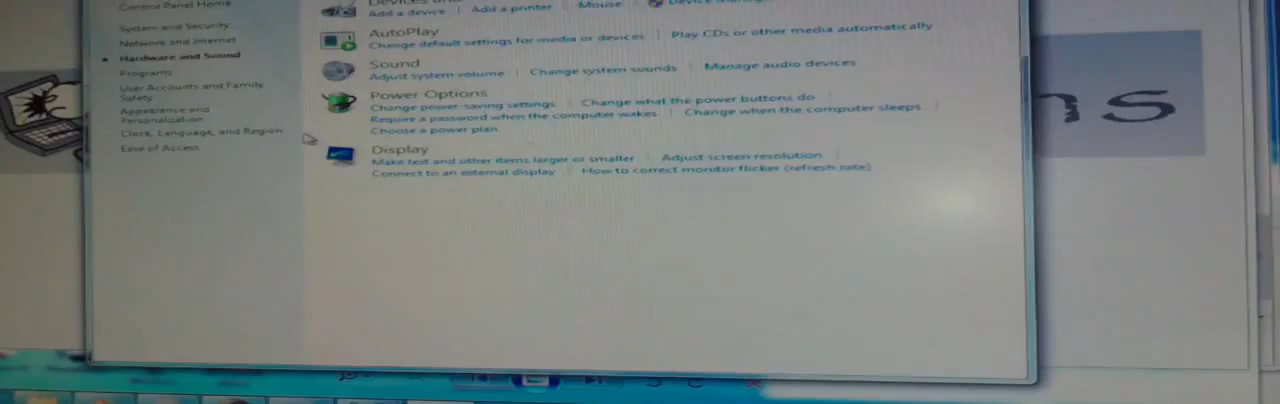 Control Panel Home
System and Security
Network and Internet
Hardware and Sound
Programs
User Accounts and Family
Safety
Appearance and
Personalization
Clock, Language, and Region
Ease of Access
Devices and
Add a device Add a printer Mouse Device Manager
AutoPlay
Change default settings for media or devices Play CDs or other media automatically
Sound
Adjust system volume Change system sounds Manage audio devices
Power Options
Change power-saving settings Change what the power buttons do
Require a password when the computer wakes Change when the computer sleeps
Choose a power plan
Display
Make text and other items larger or smaller Adjust screen resolution
Connect to an external display How to correct monitor flicker (refresh rate)
ns